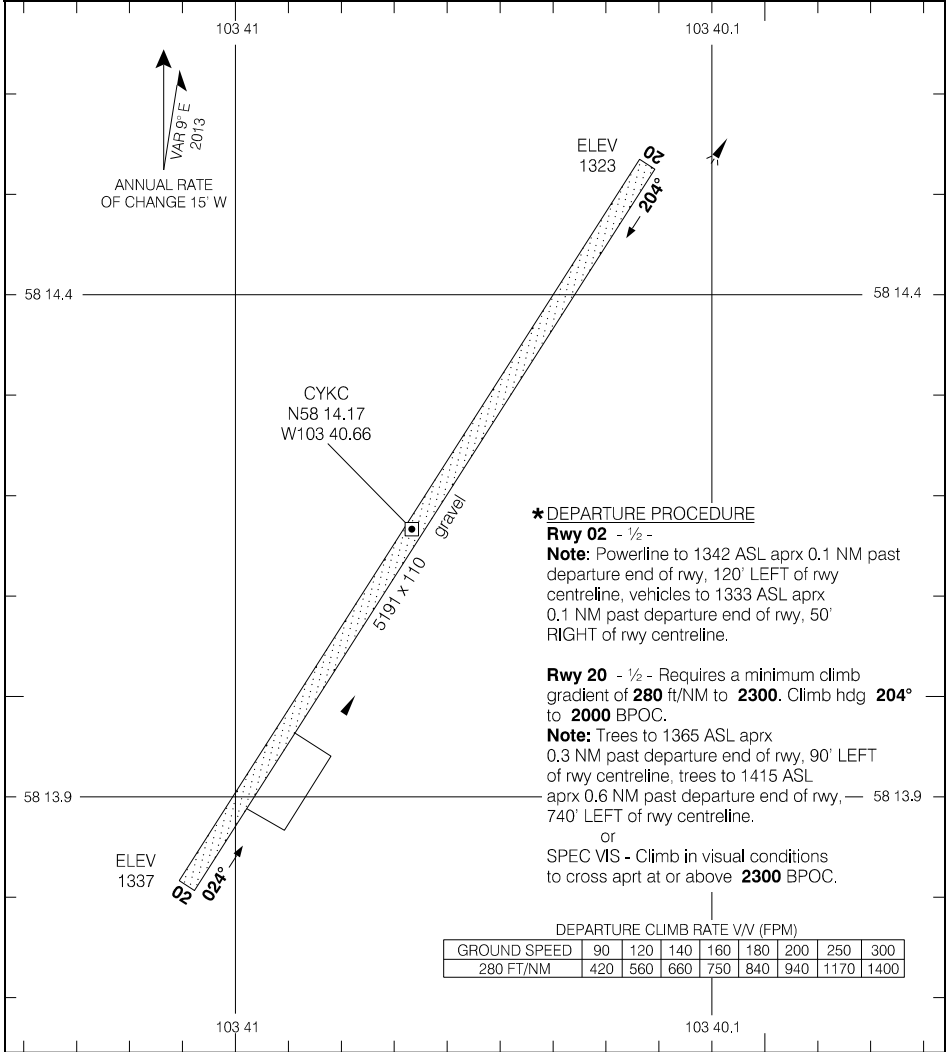 103 41
103 40.1
VAR 9° E
2013
ANNUAL RATE
OF CHANGE 15' W
ELEV
1323
20
204°
58 14.4
58 14.4
CYKC
N58 14.17
W103 40.66
5191 x 110 gravel
* DEPARTURE PROCEDURE
Rwy 02 - ½ -
Note: Powerline to 1342 ASL aprx 0.1 NM past
departure end of rwy, 120' LEFT of rwy
centreline, vehicles to 1333 ASL aprx
0.1 NM past departure end of rwy, 50'
RIGHT of rwy centreline.
Rwy 20 - ½ - Requires a minimum climb
gradient of 280 ft/NM to 2300. Climb hdg 204°
to 2000 BPOC.
Note: Trees to 1365 ASL aprx
0.3 NM past departure end of rwy, 90' LEFT
of rwy centreline, trees to 1415 ASL
aprx 0.6 NM past departure end of rwy,
740' LEFT of rwy centreline.
or
SPEC VIS - Climb in visual conditions
to cross aprt at or above 2300 BPOC.
58 13.9
58 13.9
ELEV
1337
02
024°
DEPARTURE CLIMB RATE V/V (FPM)
GROUND SPEED 90 120 140 160 180 200 250 300
280 FT/NM 420 560 660 750 840 940 1170 1400
103 41
103 40.1